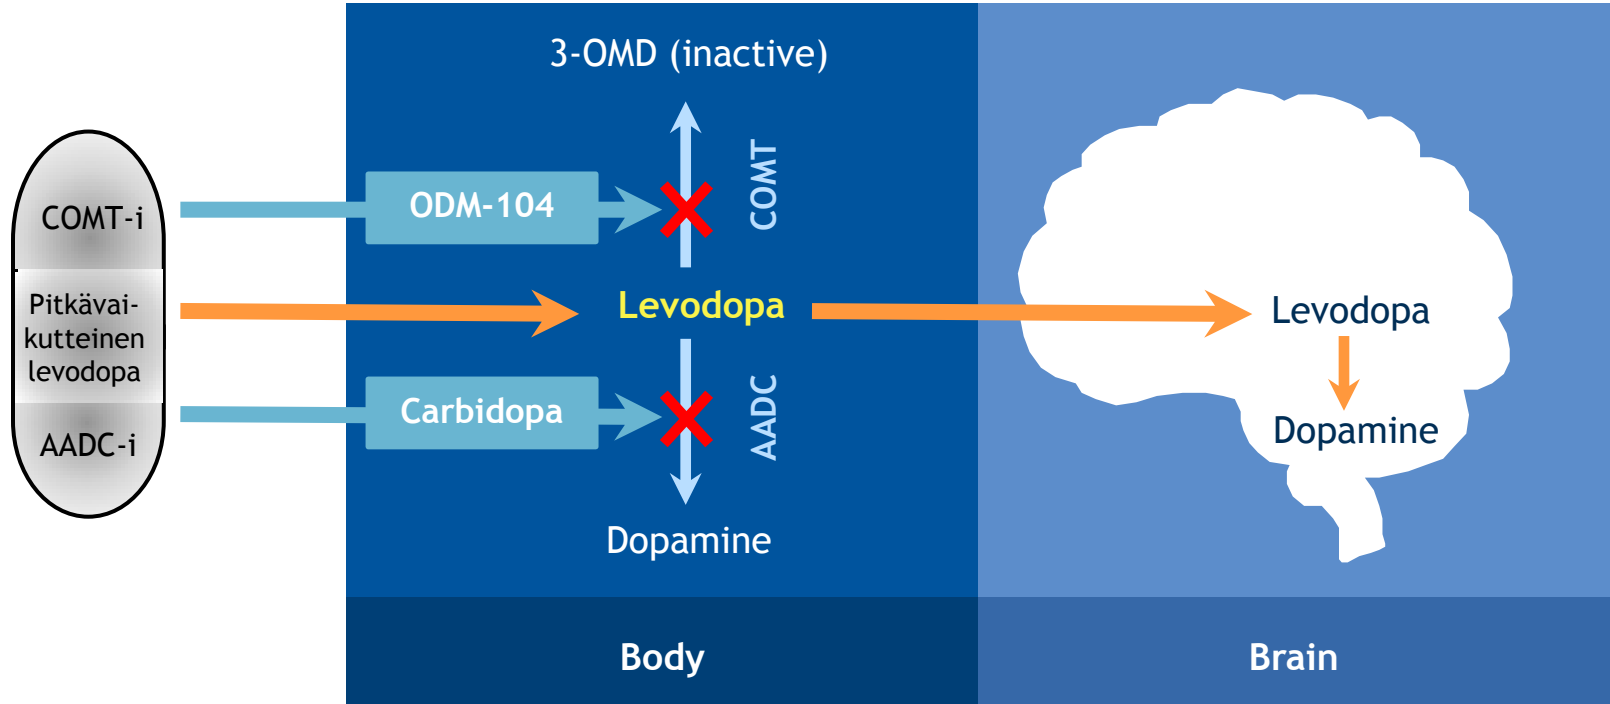 3-OMD (inactive)
COMT
COMT-i
ODM-104
Pitkävai-
kutteinen
levodopa
Levodopa
Levodopa
AADC-i
Carbidopa
AADC
Dopamine
Dopamine
Body
Brain